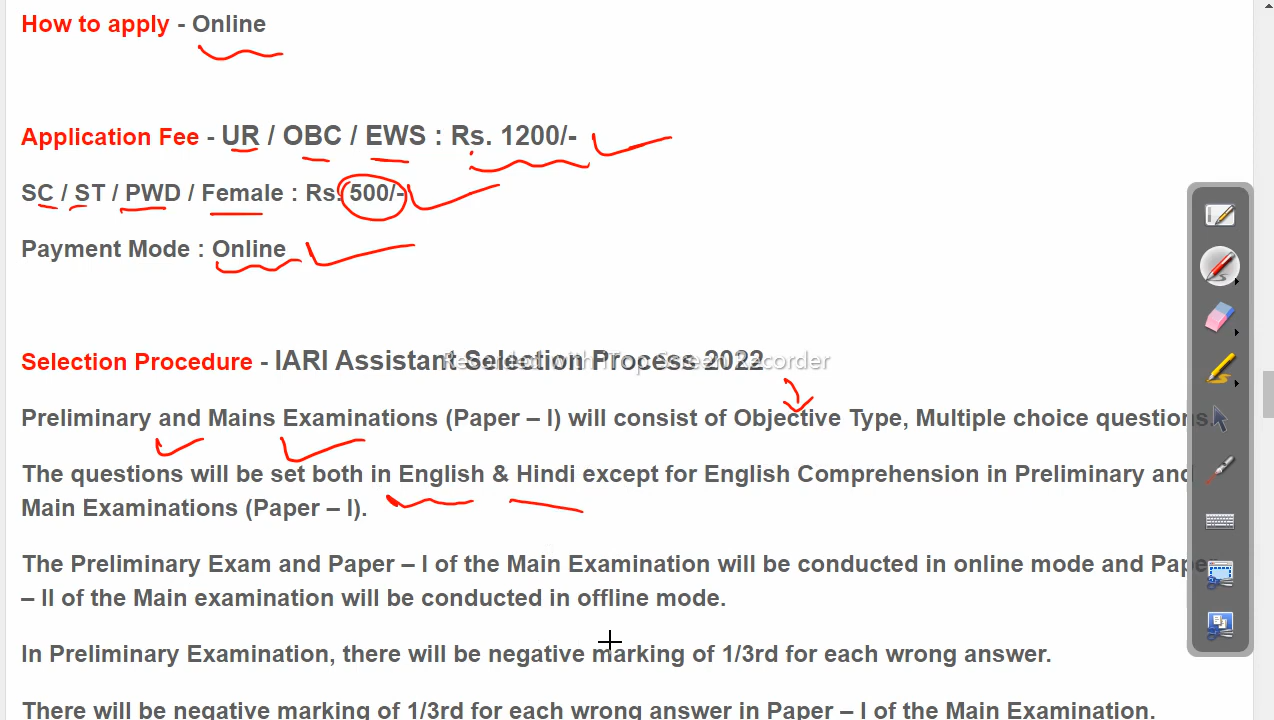 How to apply - Online
Application Fee - UR / OBC / EWS : Rs. 1200/-
SC / ST / PWD / Female : Rs. 500/-
Payment Mode : Online
Selection Procedure - IARI Assistant Selection Process 2022
Recorded with iTop Screen Recorder
Preliminary and Mains Examinations (Paper – I) will consist of Objective Type, Multiple choice questions.
The questions will be set both in English & Hindi except for English Comprehension in Preliminary and
Main Examinations (Paper – I).
The Preliminary Exam and Paper – I of the Main Examination will be conducted in online mode and Paper
– II of the Main examination will be conducted in offline mode.
In Preliminary Examination, there will be negative marking of 1/3rd for each wrong answer.
There will be negative marking of 1/3rd for each wrong answer in Paper – I of the Main Examination.